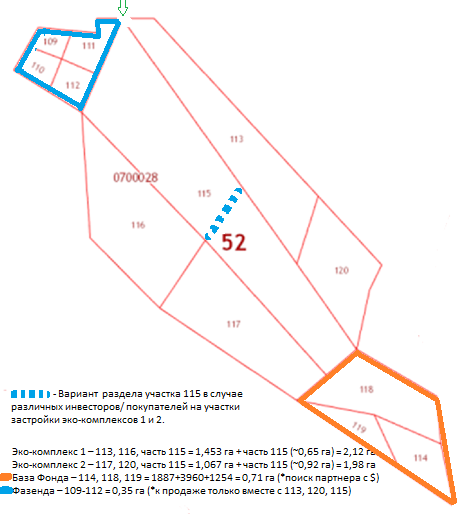 109
111
110
112
113
0700028
115
116
52
120
117
118
119
114
- Вариант раздела участка 115 в случае
различных инвесторов/ покупателей на участки
застройки эко-комплексов 1 и 2.
Эко-комплекс 1 – 113, 116, часть 115 = 1,453 га + часть 115 (~0,65 га) = 2,12 га
Эко-комплекс 2 – 117, 120, часть 115 = 1,067 га + часть 115 (~0,92 га) = 1,98 га
База Фонда – 114, 118, 119 = 1887+3960+1254 = 0,71 га (*поиск партнера с $)
Фазенда – 109-112 = 0,35 га (*к продаже только вместе с 113, 120, 115)